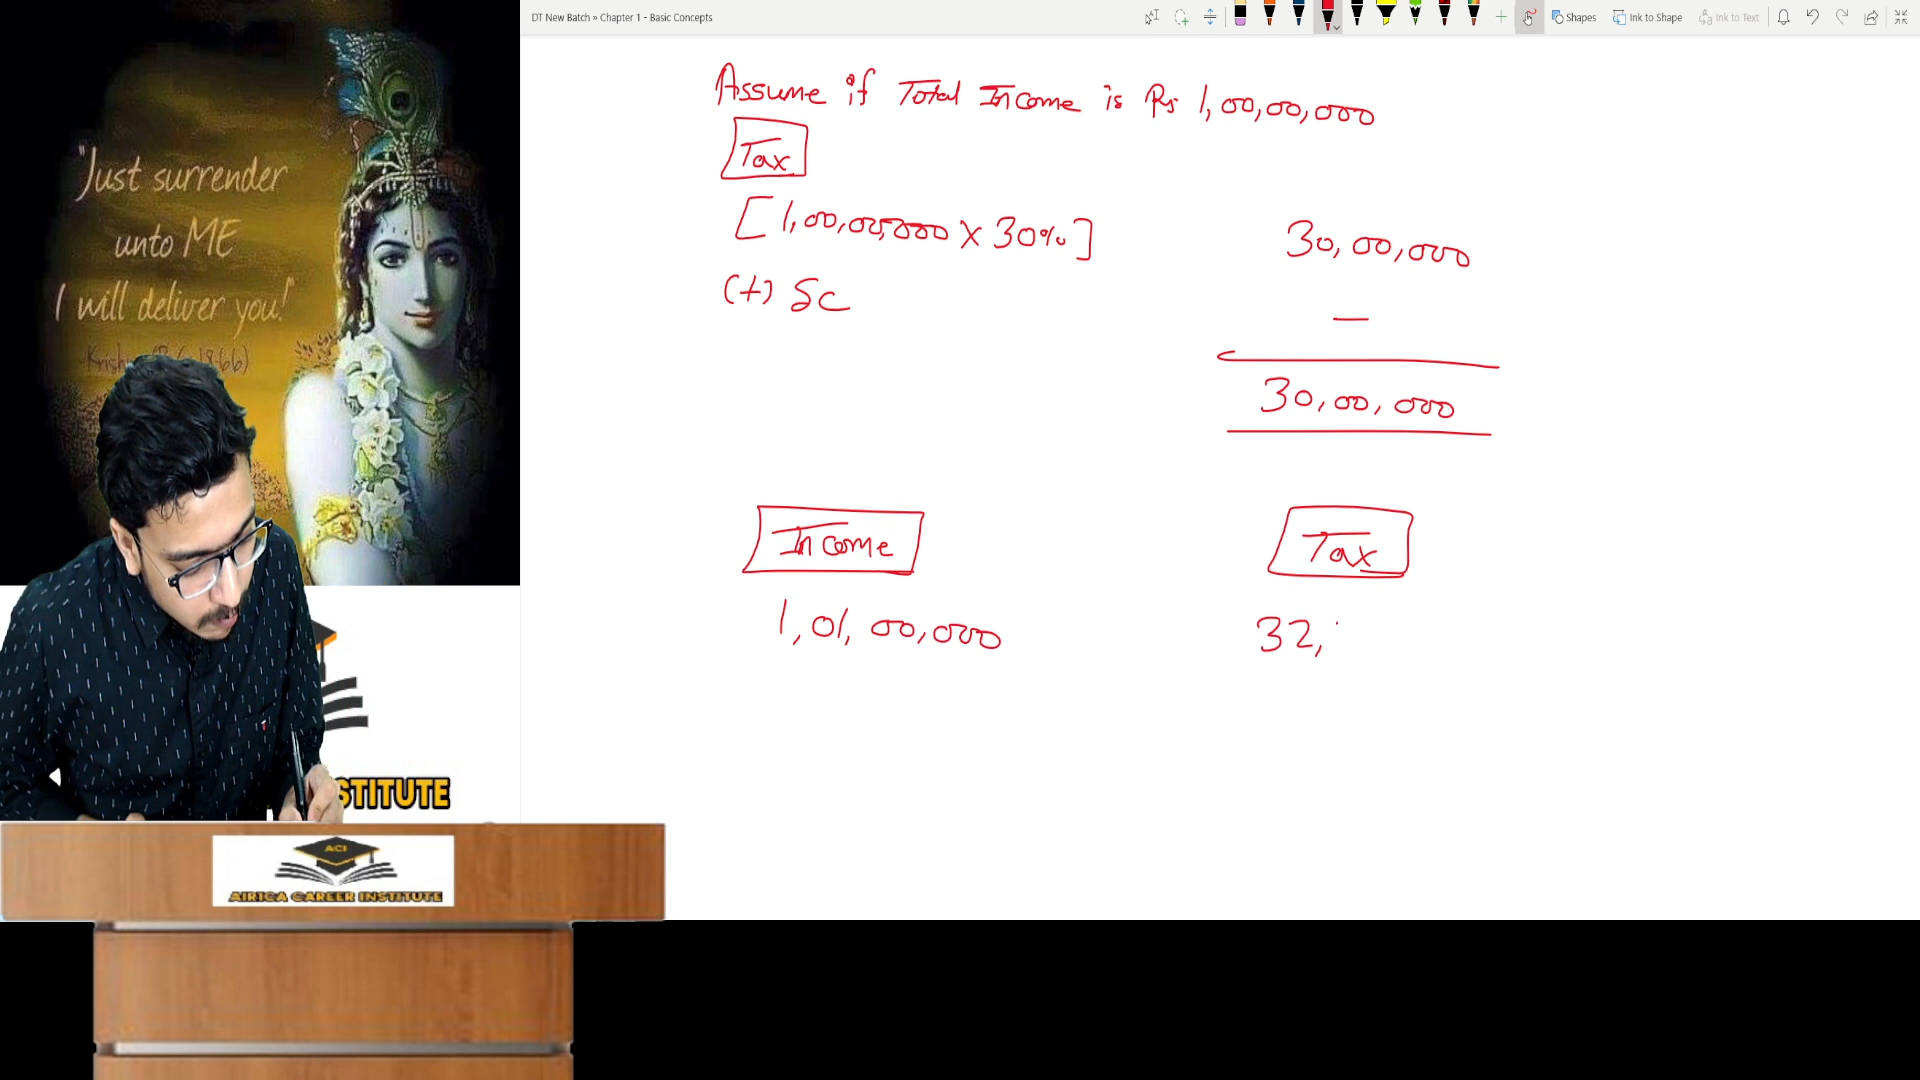 DT New Batch » Chapter 1 - Basic Concepts
Shapes
Ink to Shape
Ink to Text
"Just surrender
unto ME
I will deliver you!"
Assume if Total Income is Rs 1,00,00,000
Tax
[1,00,00,000 X 30%] 30,00,000
(+) SC —
30,00,000
Income Tax
1,01,00,000 32,
STITUTE
ACI
AIRICA CAREER INSTITUTE